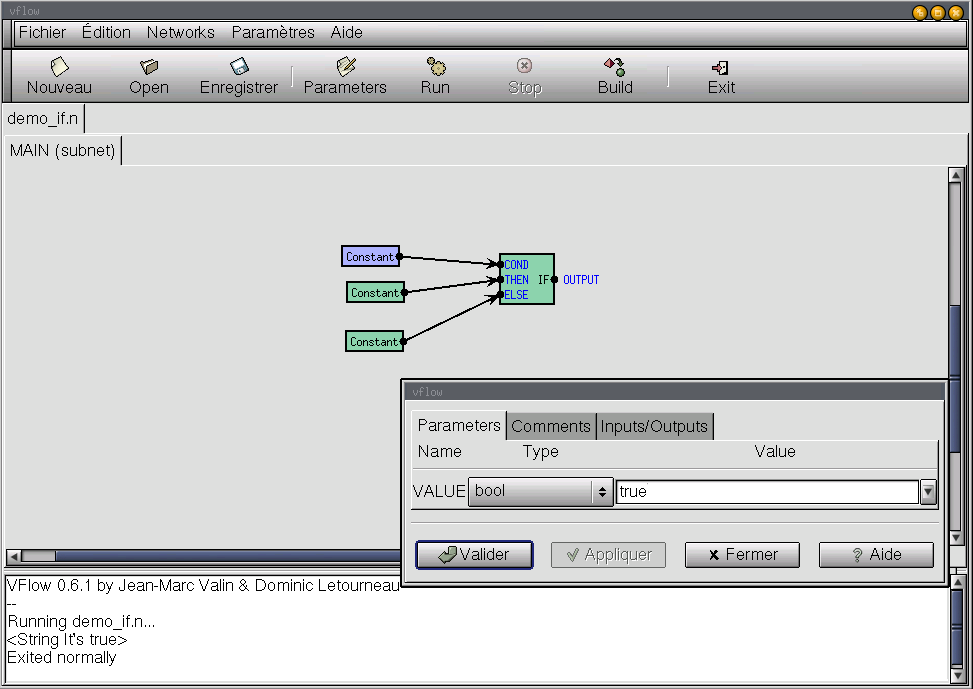 vflow
Fichier Édition Networks Paramètres Aide
Nouveau Open Enregistrer Parameters Run Stop Build Exit
demo_if.n
MAIN (subnet)
Constant
COND
THEN IF OUTPUT
Constant
ELSE
Constant
vflow
Parameters Comments Inputs/Outputs
Name Type Value
VALUE bool true
Valider Appliquer Fermer ? Aide
VFlow 0.6.1 by Jean-Marc Valin & Dominic Letourneau
--
Running demo_if.n...
<String It's true>
Exited normally